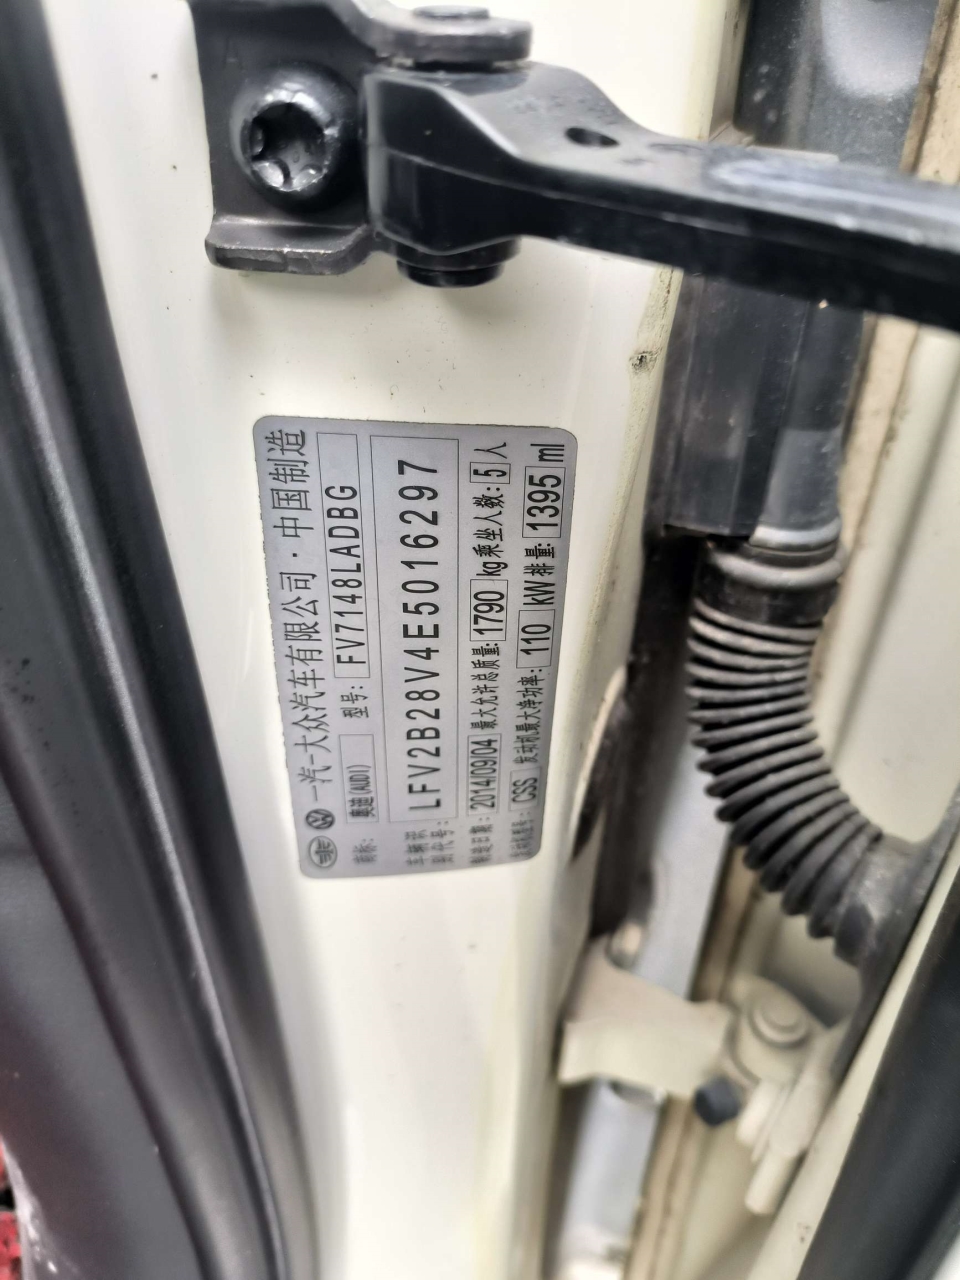 一汽-大众汽车有限公司·中国制造
商标: 奥迪(AUDI) 型号: FV7148LADBG
车辆识别代号: LFV2B28V4E5016297
制造日期: 2014/09/04 最大允许总质量: 1790 kg 乘坐人数: 5 人
发动机型号: CSS 发动机最大净功率: 110 kW 排量: 1395 ml